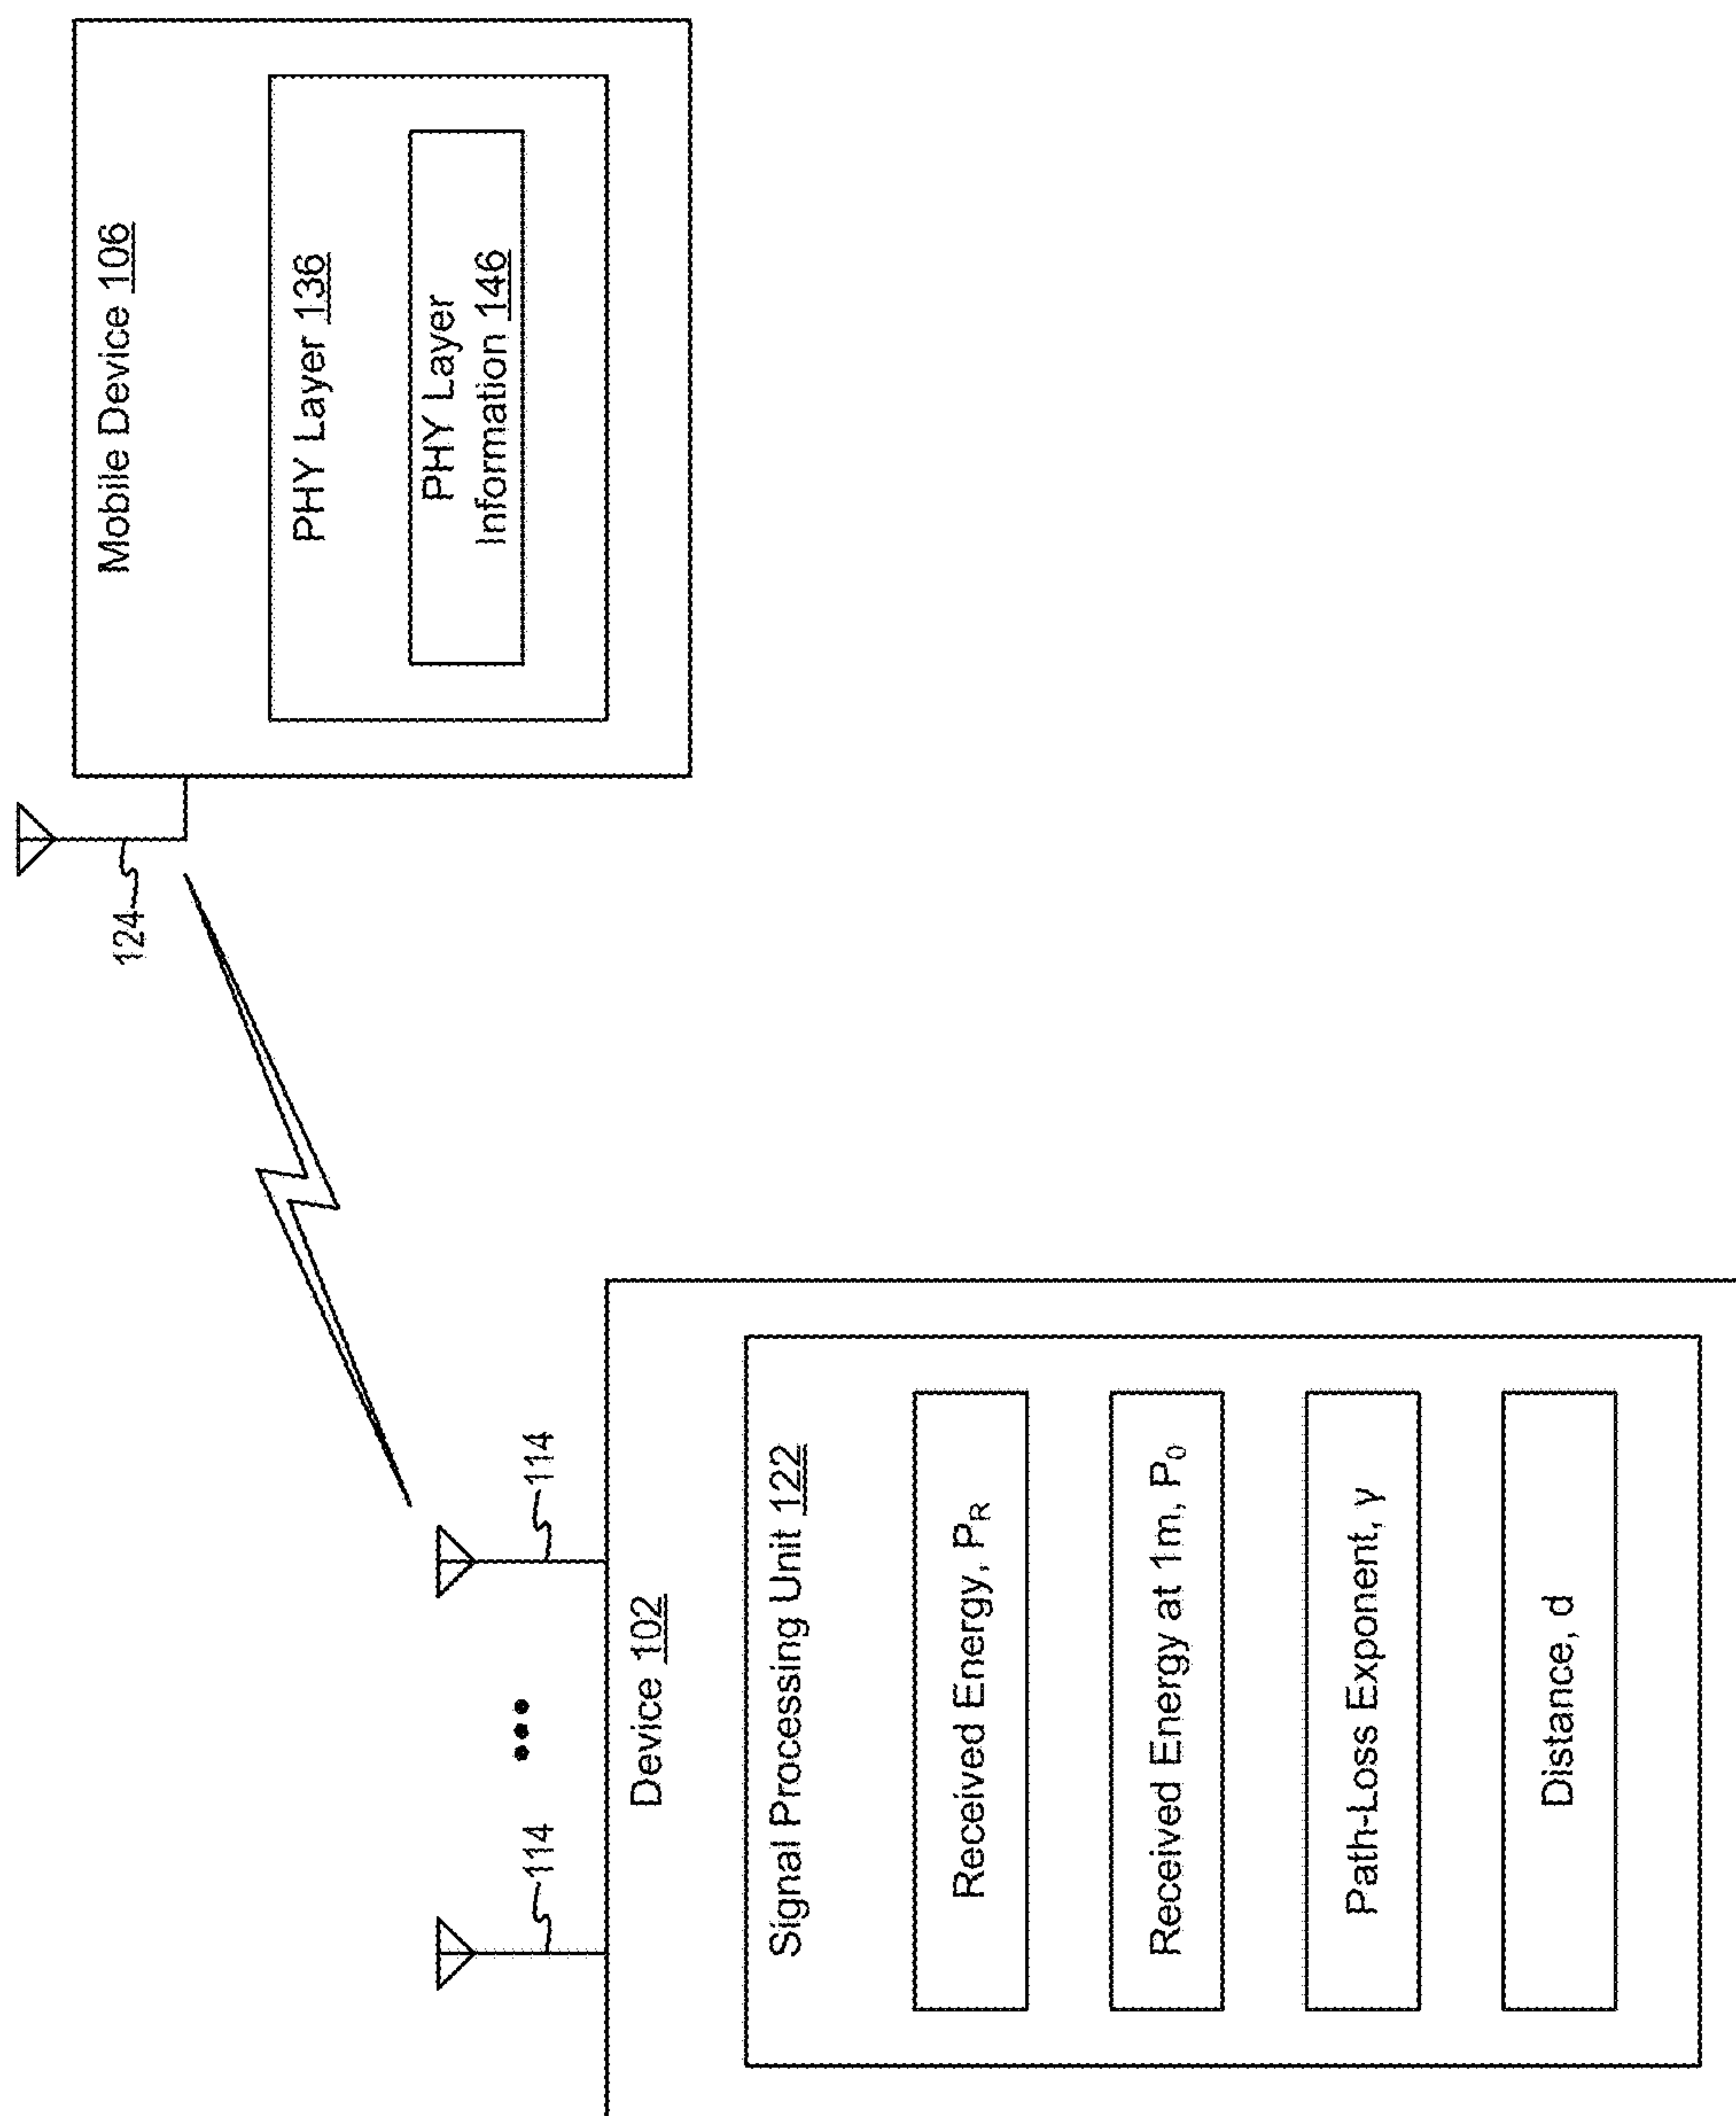 Mobile Device 106
PHY Layer 136
PHY Layer
Information 146
124
114
114
Device 102
Signal Processing Unit 122
Received Energy, PR
Received Energy at 1m, P0
Path-Loss Exponent, γ
Distance, d